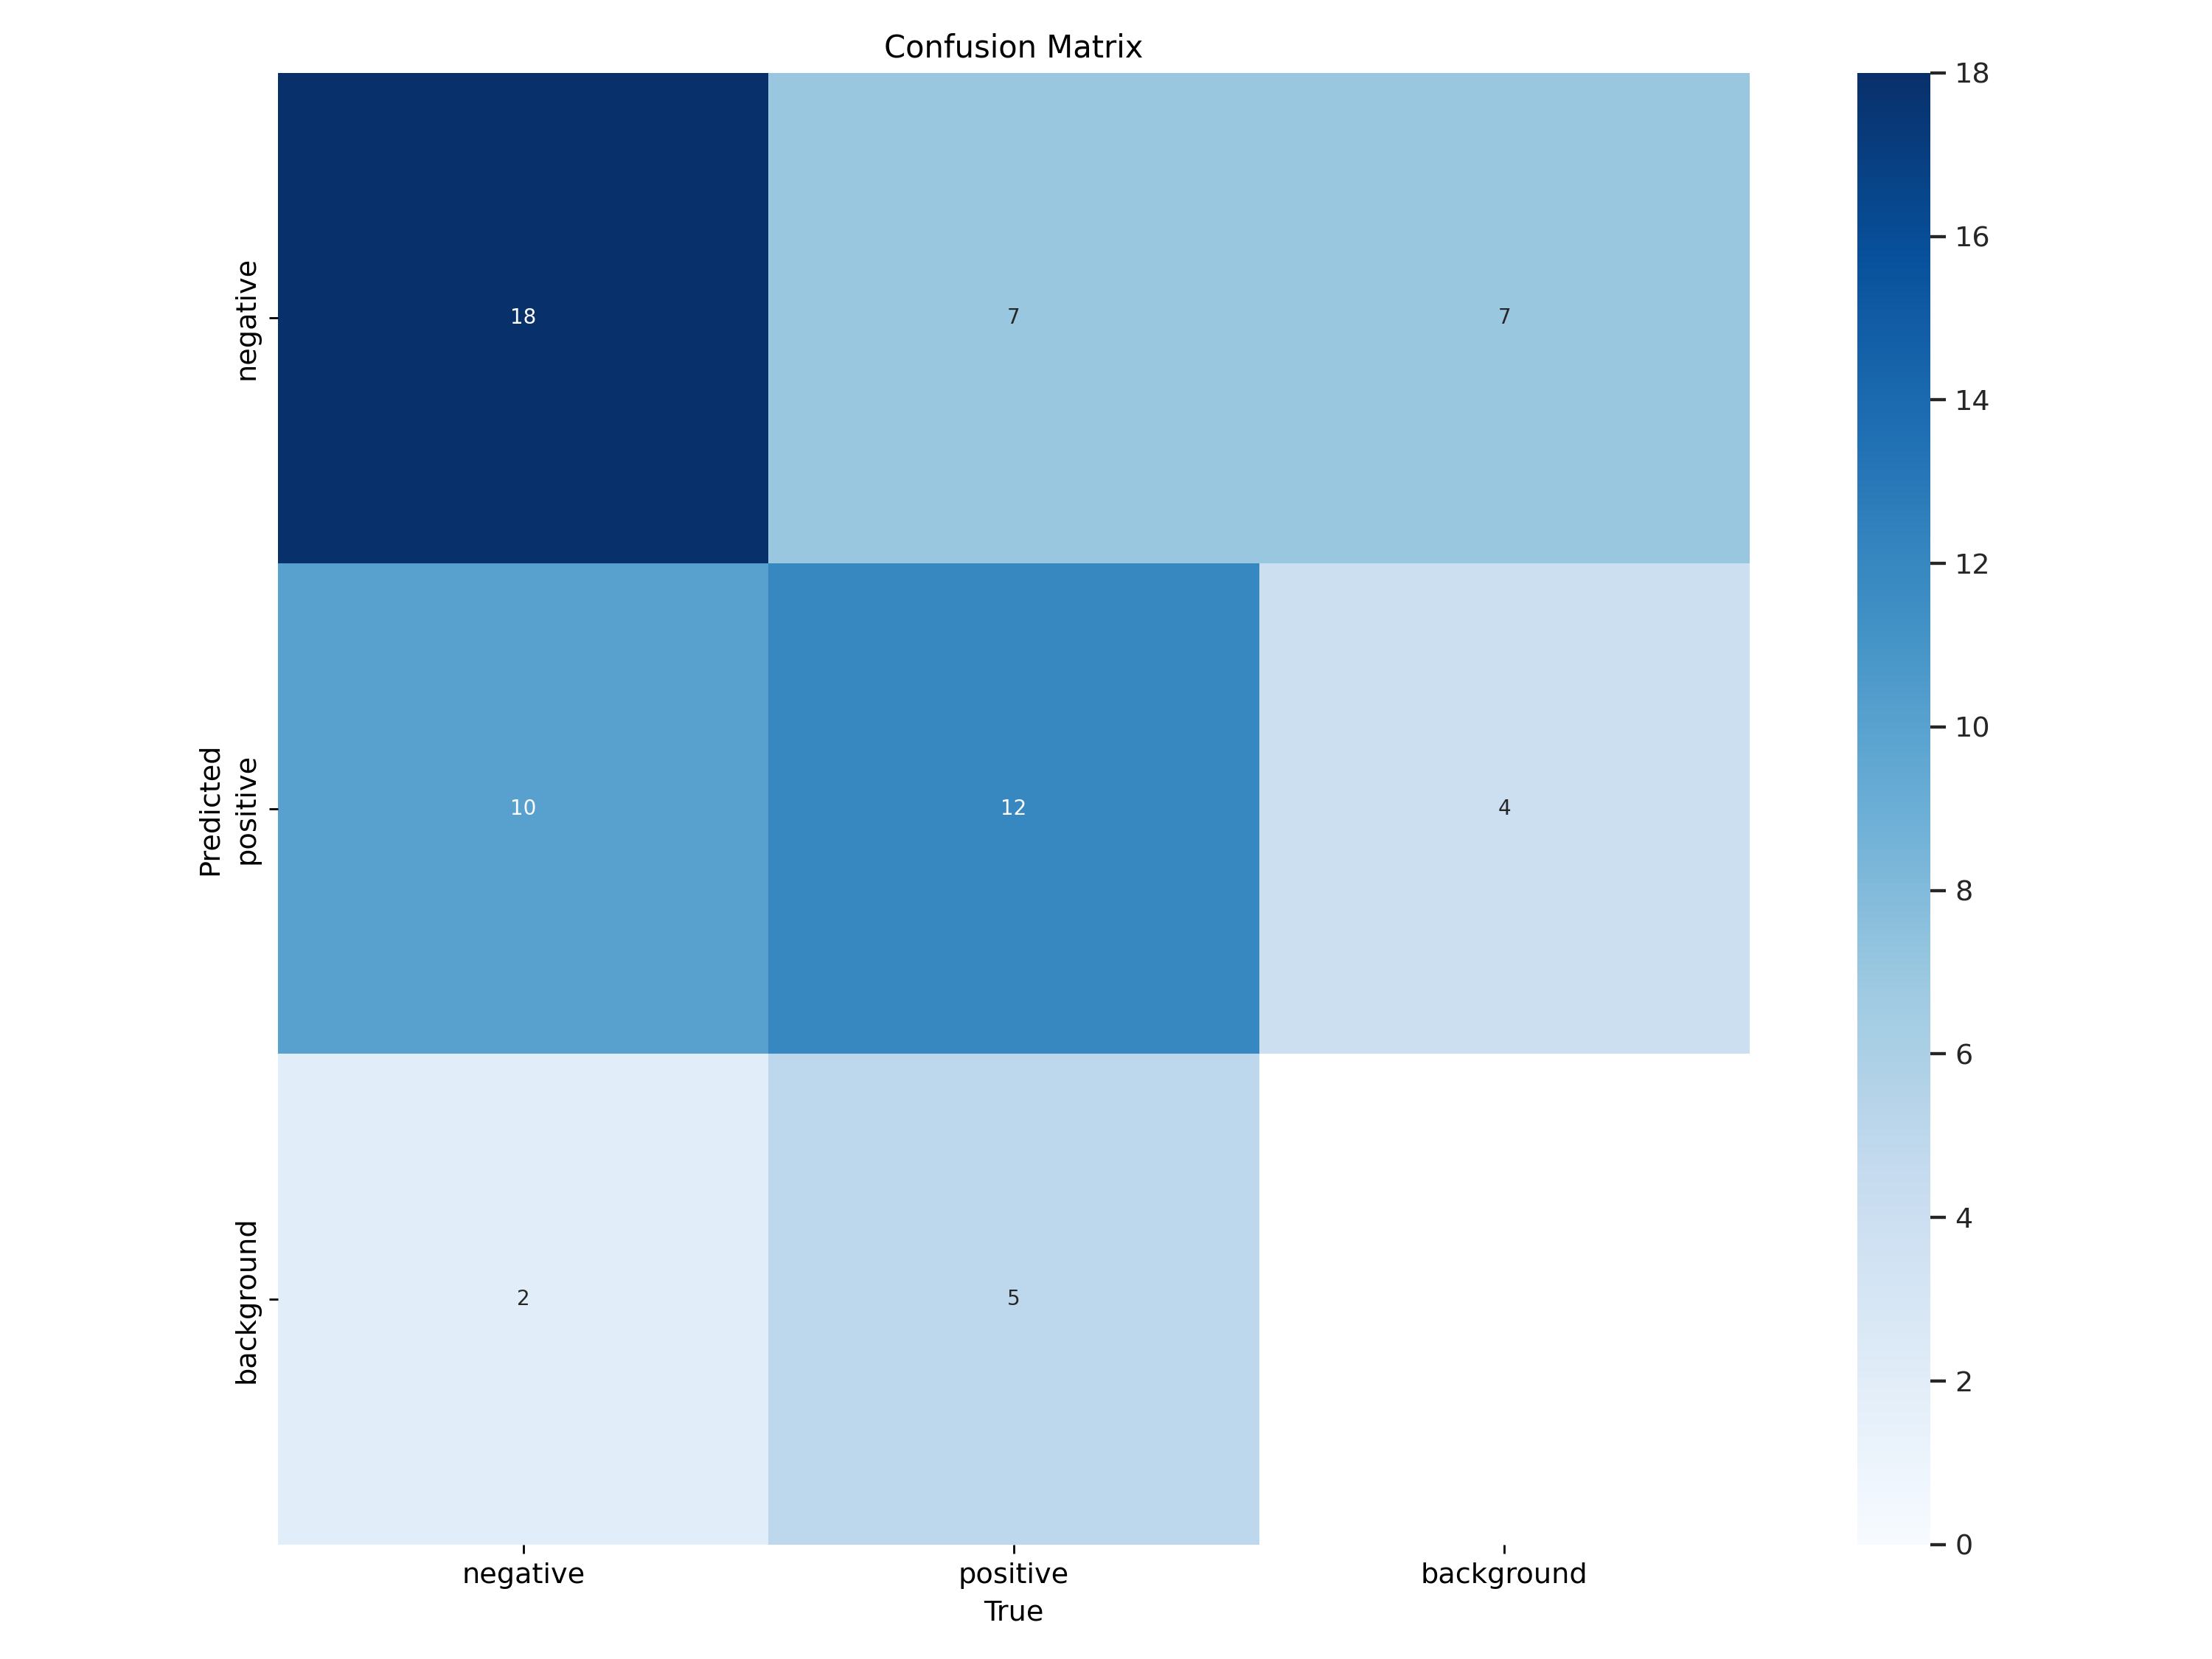 Confusion Matrix
negative
18 7 7
Predicted
positive
10 12 4
background
2 5
negative positive background
True
18
16
14
12
10
8
6
4
2
0